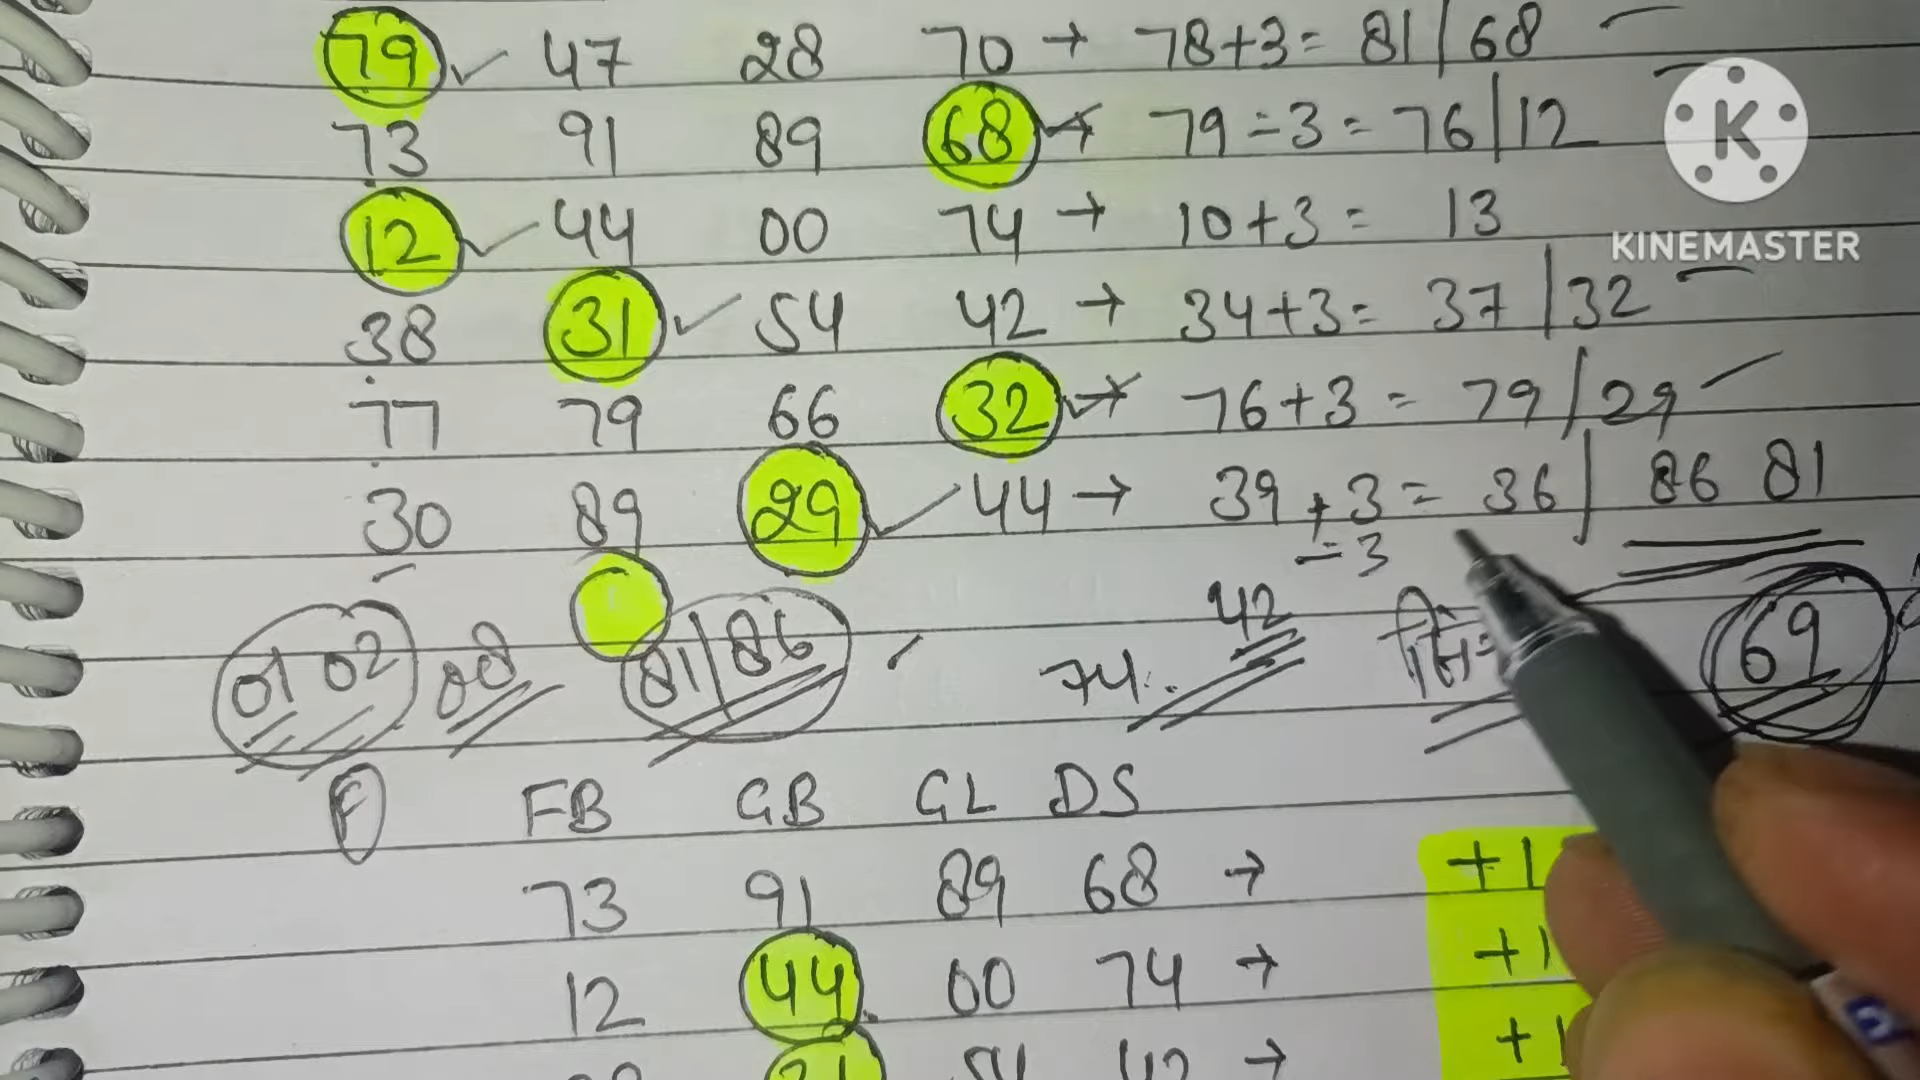 79 47 28 70 → 78+3= 81/68
73 91 89 68 → 79-3= 76/12
12 44 00 74 → 10+3= 13
38 31 54 42 → 34+3= 37/32
77 79 66 32 → 76+3= 79/29
30 89 29 44 → 39+3= 36/ 86 81
-3
42
01 02 08 81/86 74 69
F FB GB GL DS
73 91 89 68 → +1
12 44 00 74 → +1
31 54 42 → +1
K
KINEMASTER